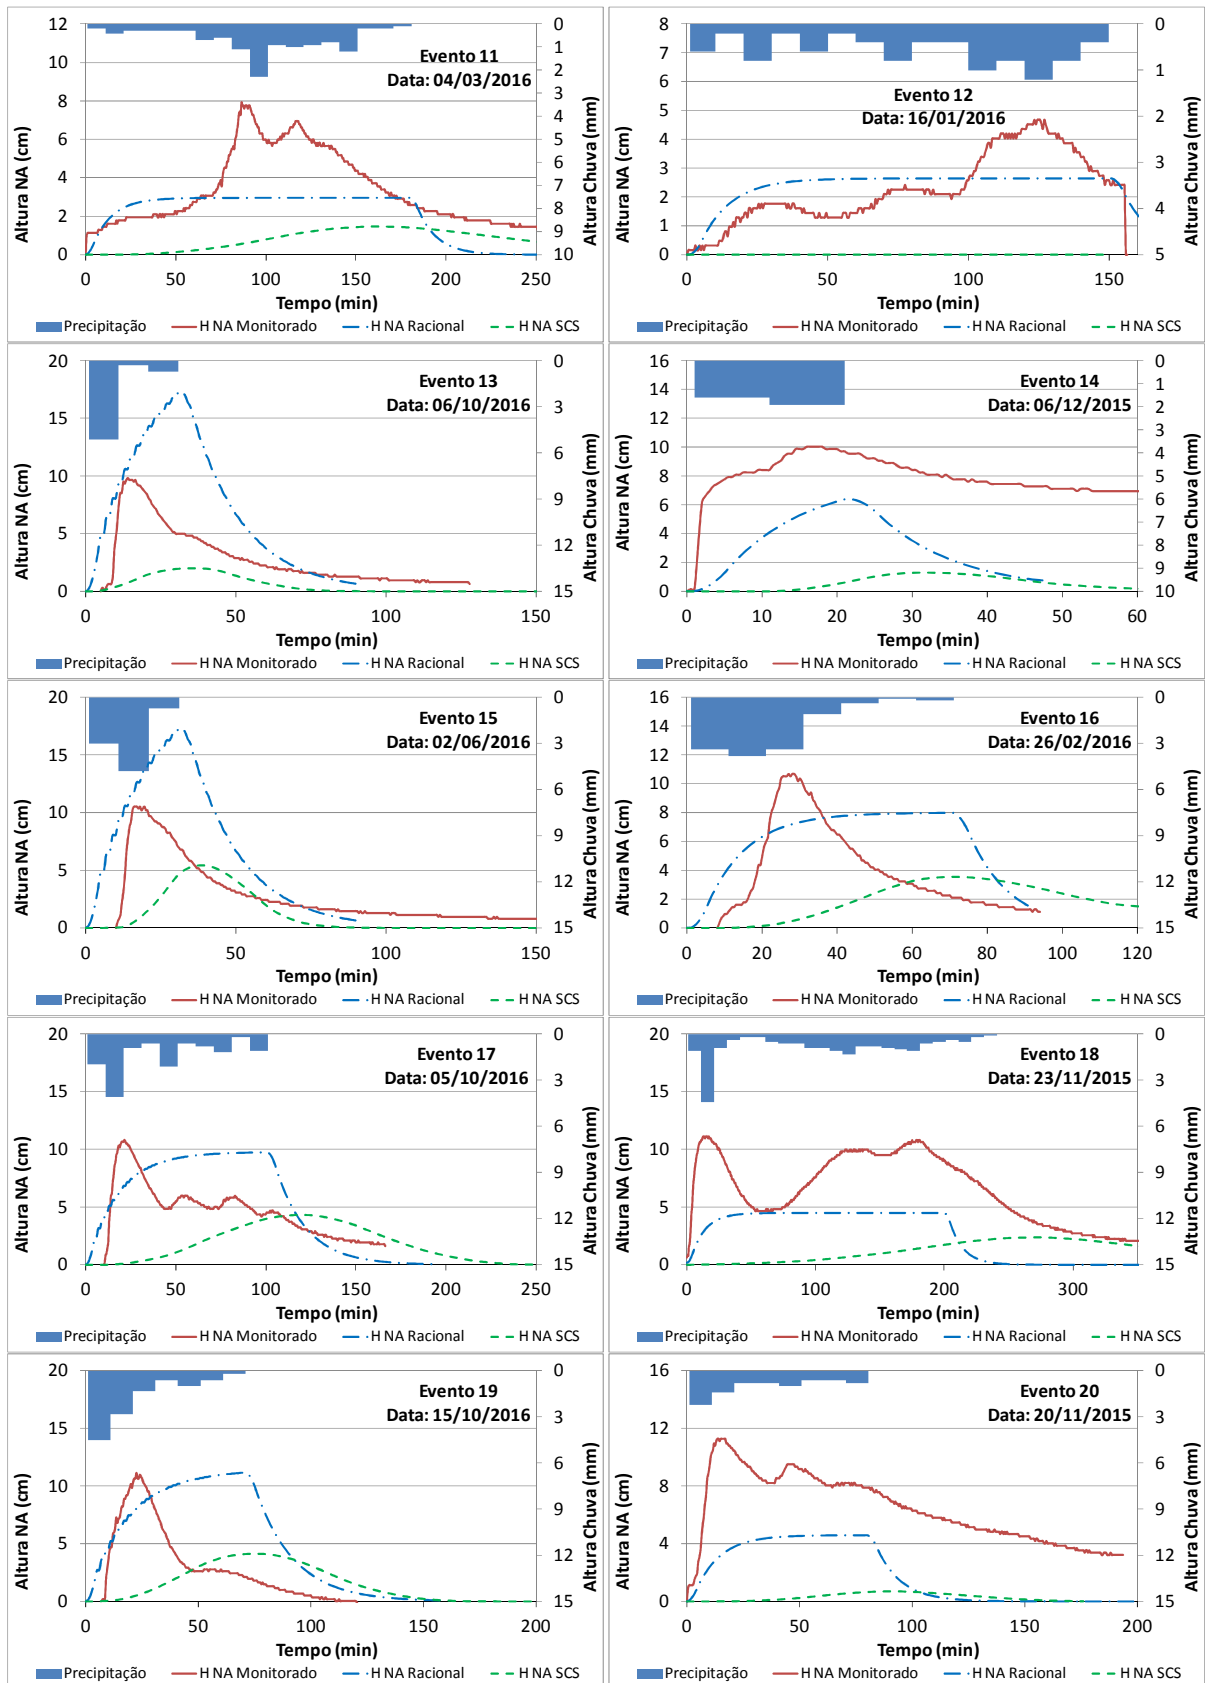 Evento 11
Data: 04/03/2016
Altura NA (cm)
0 2 4 6 8 10 12
Altura Chuva (mm)
0 1 2 3 4 5 6 7 8 9 10
0 50 100 150 200 250
Tempo (min)
Precipitação H NA Monitorado H NA Racional H NA SCS
Evento 12
Data: 16/01/2016
Altura NA (cm)
0 1 2 3 4 5 6 7 8
Altura Chuva (mm)
0 1 2 3 4 5
0 50 100 150
Tempo (min)
Precipitação H NA Monitorado H NA Racional H NA SCS
Evento 13
Data: 06/10/2016
Altura NA (cm)
0 5 10 15 20
Altura Chuva (mm)
0 3 6 9 12 15
0 50 100 150
Tempo (min)
Precipitação H NA Monitorado H NA Racional H NA SCS
Evento 14
Data: 06/12/2015
Altura NA (cm)
0 2 4 6 8 10 12 14 16
Altura Chuva (mm)
0 1 2 3 4 5 6 7 8 9 10
0 10 20 30 40 50 60
Tempo (min)
Precipitação H NA Monitorado H NA Racional H NA SCS
Evento 15
Data: 02/06/2016
Altura NA (cm)
0 5 10 15 20
Altura Chuva (mm)
0 3 6 9 12 15
0 50 100 150
Tempo (min)
Precipitação H NA Monitorado H NA Racional H NA SCS
Evento 16
Data: 26/02/2016
Altura NA (cm)
0 2 4 6 8 10 12 14 16
Altura Chuva (mm)
0 3 6 9 12 15
0 20 40 60 80 100 120
Tempo (min)
Precipitação H NA Monitorado H NA Racional H NA SCS
Evento 17
Data: 05/10/2016
Altura NA (cm)
0 5 10 15 20
Altura Chuva (mm)
0 3 6 9 12 15
0 50 100 150 200 250
Tempo (min)
Precipitação H NA Monitorado H NA Racional H NA SCS
Evento 18
Data: 23/11/2015
Altura NA (cm)
0 5 10 15 20
Altura Chuva (mm)
0 3 6 9 12 15
0 100 200 300
Tempo (min)
Precipitação H NA Monitorado H NA Racional H NA SCS
Evento 19
Data: 15/10/2016
Altura NA (cm)
0 5 10 15 20
Altura Chuva (mm)
0 3 6 9 12 15
0 50 100 150 200
Tempo (min)
Precipitação H NA Monitorado H NA Racional H NA SCS
Evento 20
Data: 20/11/2015
Altura NA (cm)
0 4 8 12 16
Altura Chuva (mm)
0 3 6 9 12 15
0 50 100 150 200
Tempo (min)
Precipitação H NA Monitorado H NA Racional H NA SCS